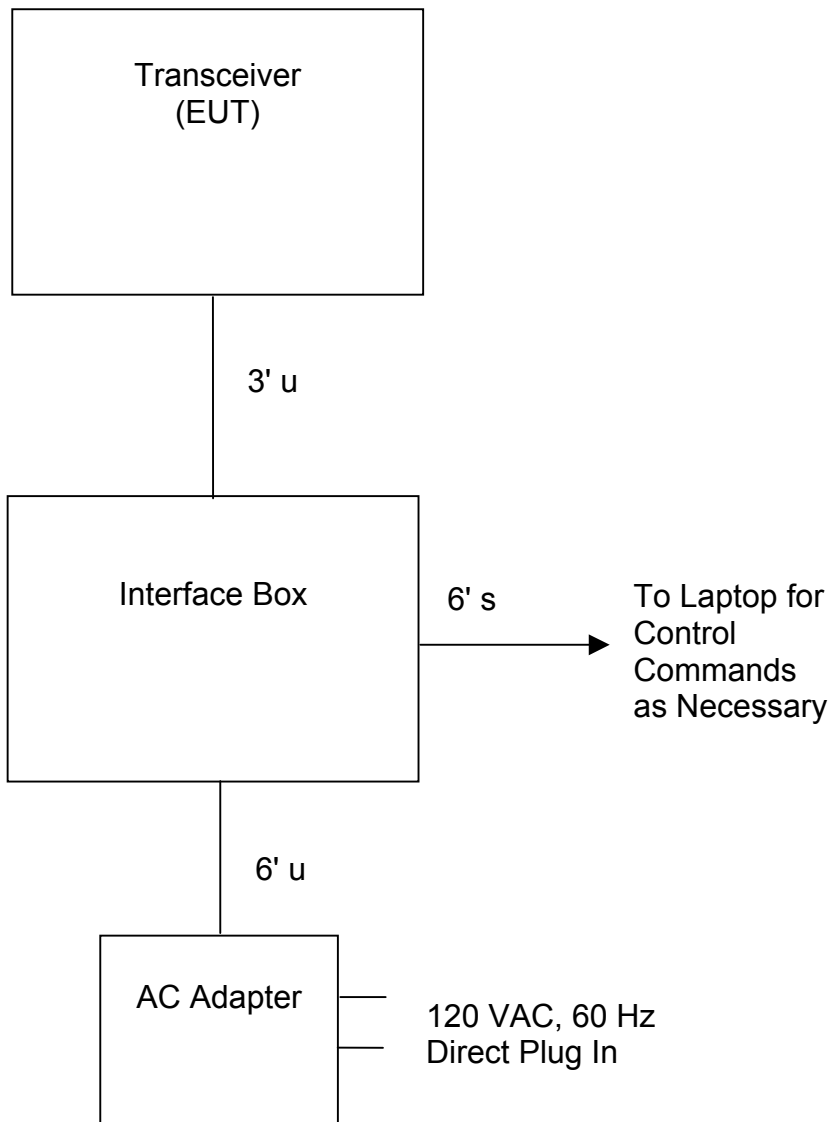 Transceiver
(EUT)
3' u
Interface Box
6' s
To Laptop for
Control
Commands
as Necessary
6' u
AC Adapter
120 VAC, 60 Hz
Direct Plug In